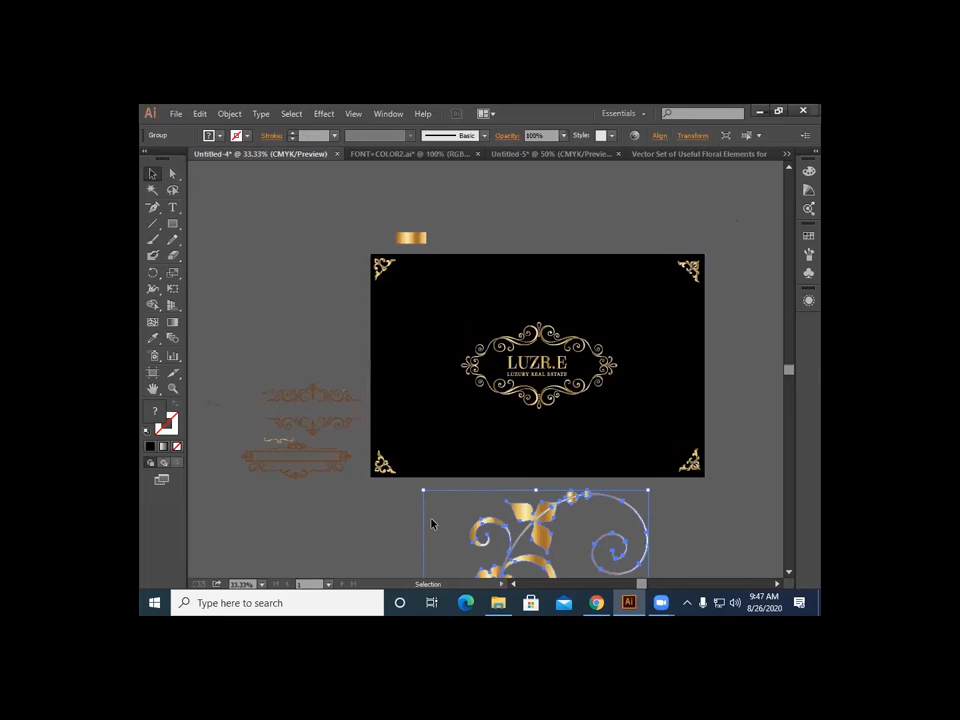 Ai File Edit Object Type Select Effect View Window Help Br Essentials
Group ? Stroke: Basic Opacity: 100% Style: Align Transform
Untitled-4* @ 33.33% (CMYK/Preview) × FONT+COLOR2.ai* @ 100% (RGB... × Untitled-5* @ 50% (CMYK/Previe... × Vector Set of Useful Floral Elements for
LUZR.E
LUXURY REAL ESTATE
?
33.33% 1 Selection
Type here to search
Ai
9:47 AM
8/26/2020